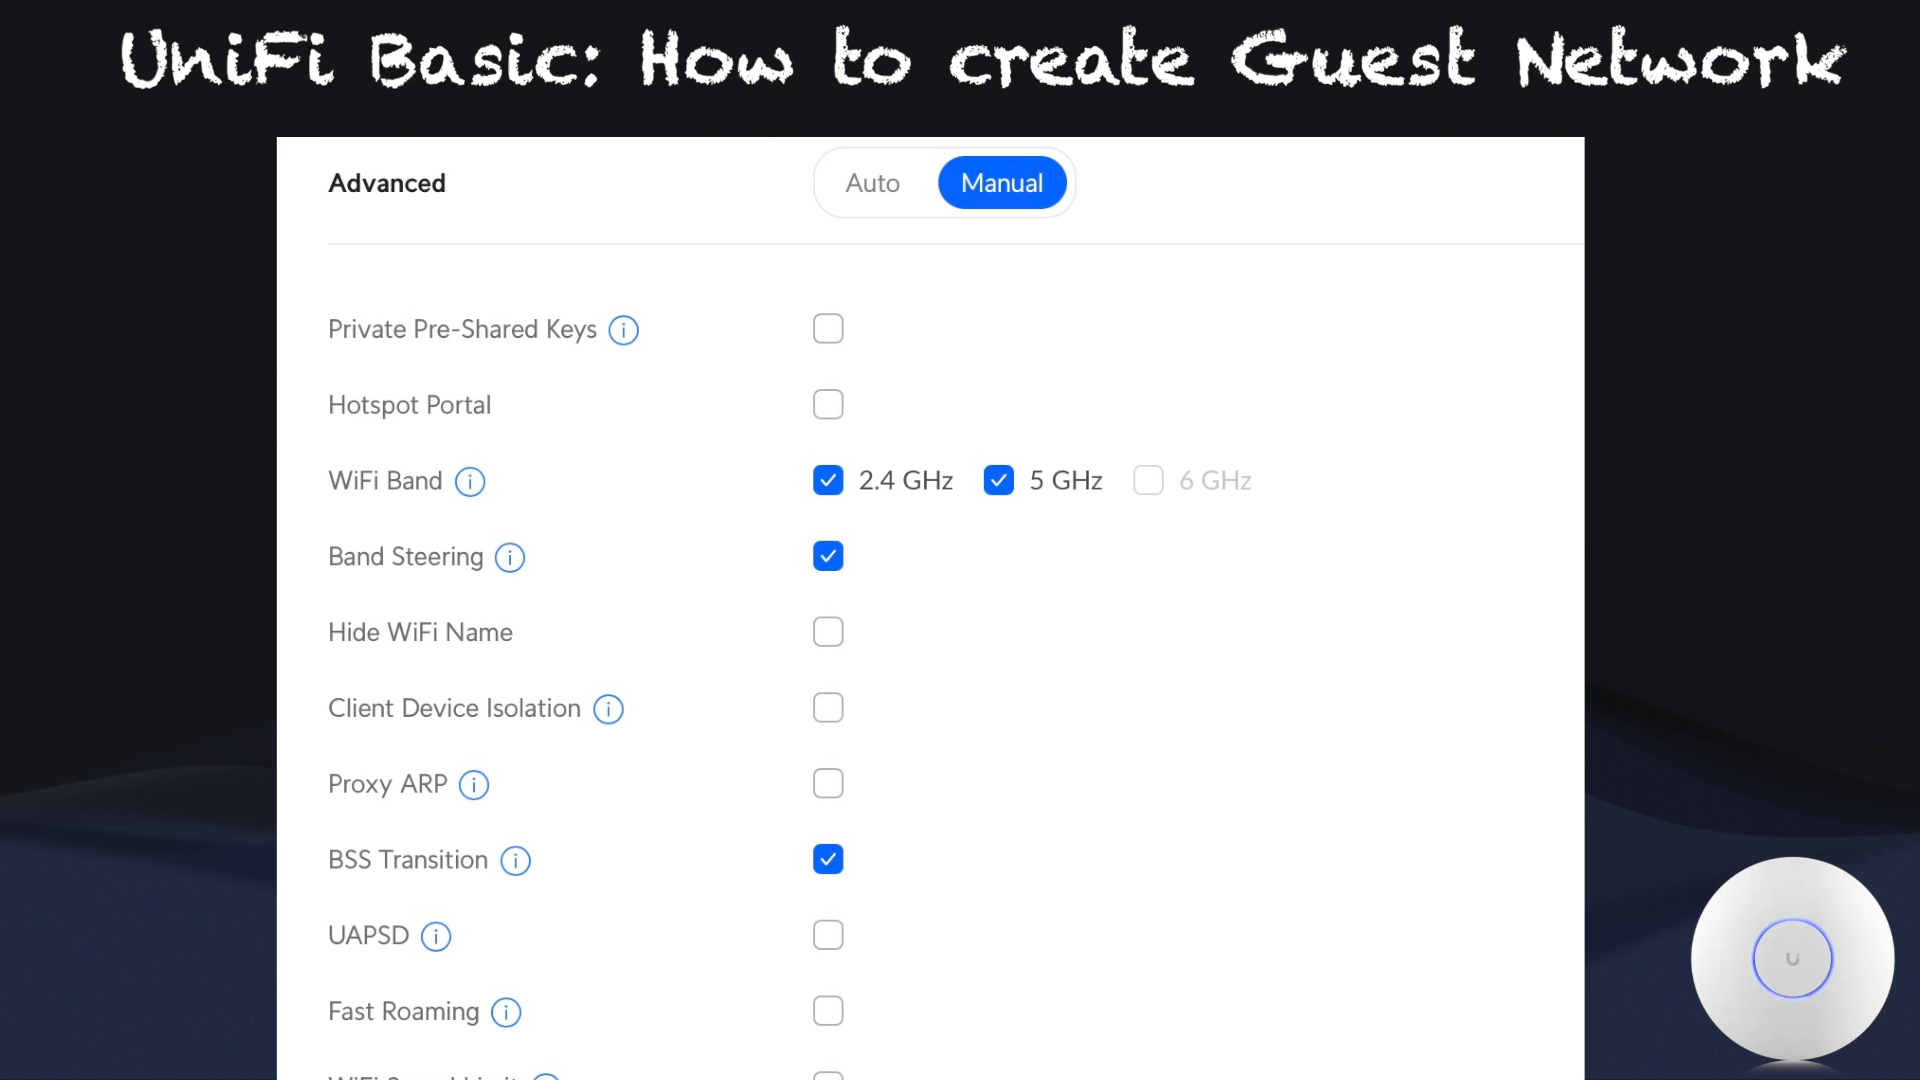 UniFi Basic: How to create Guest Network
Advanced Auto Manual
Private Pre-Shared Keys
Hotspot Portal
WiFi Band 2.4 GHz 5 GHz 6 GHz
Band Steering
Hide WiFi Name
Client Device Isolation
Proxy ARP
BSS Transition
UAPSD
Fast Roaming